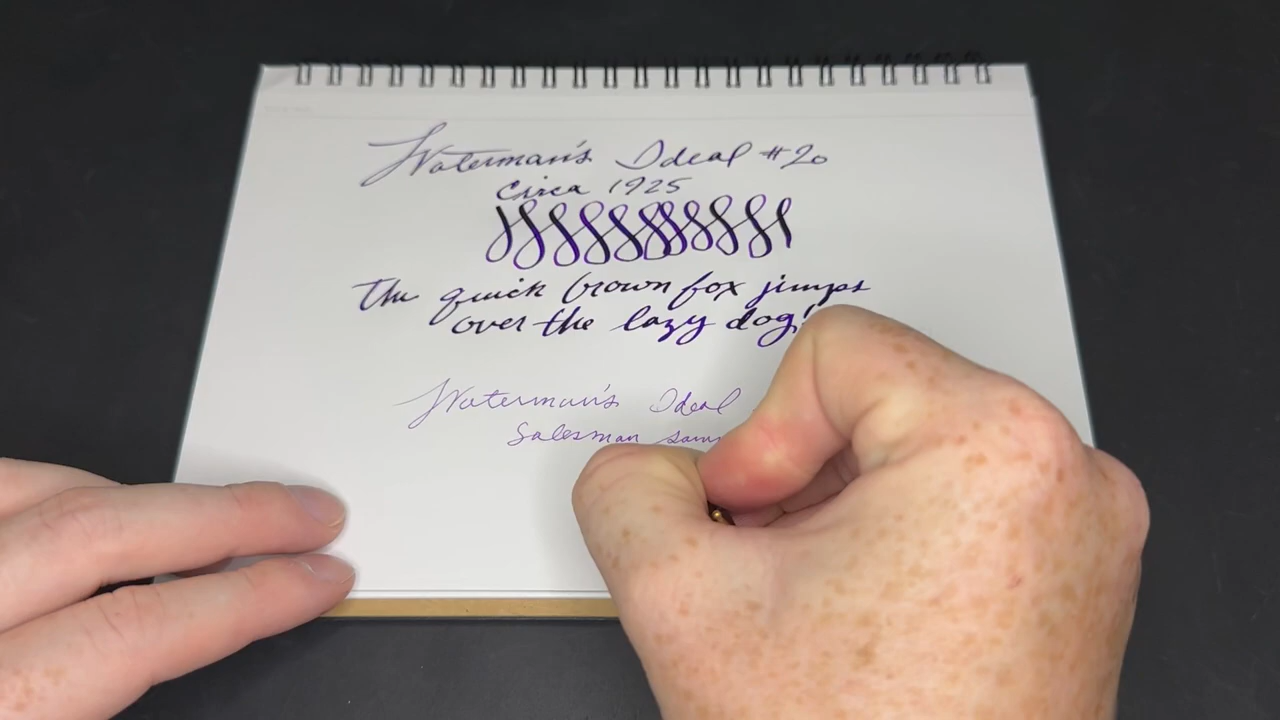 Waterman's Ideal #20
Circa 1925
The quick brown fox jumps
over the lazy dog!
Waterman's Ideal
Salesman